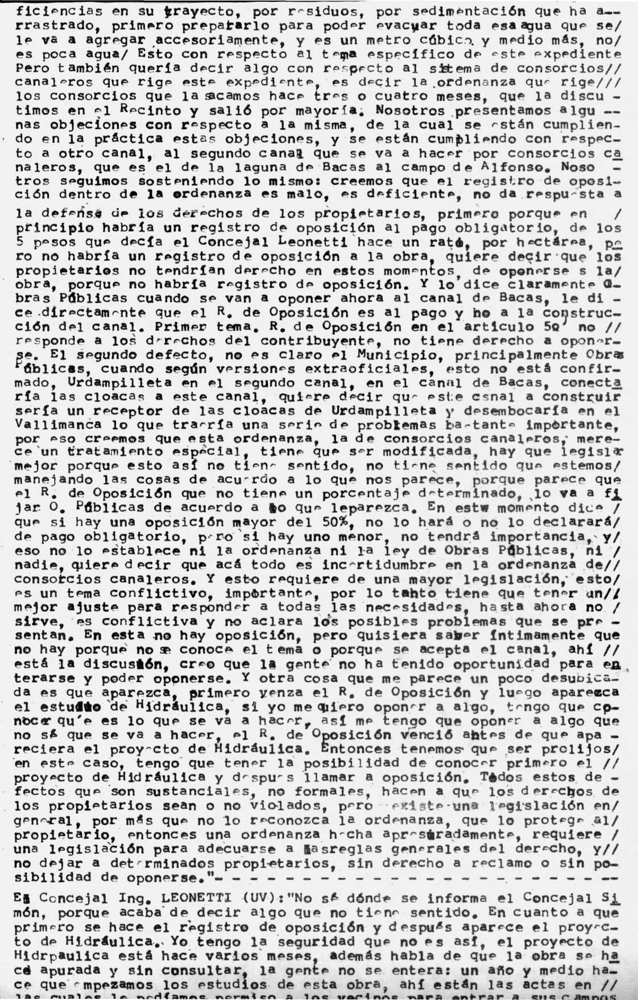 ficiencias en su trayecto, por residuos, por sedimentación que ha a--
rrastrado, primero prepararlo para poder evacuar toda esa agua que se/
le va a agregar accesoriamente, y es un metro cúbico y medio más, no/
es poca agua/ Esto con respecto al tema específico de este expediente
Pero también quería decir algo con respecto al sistema de consorcios//
canaleros que rige este expediente, es decir la ordenanza que rige///
los consorcios que la sacamos hace tres o cuatro meses, que la discu -
timos en el Recinto y salió por mayoría. Nosotros presentamos algu --
nas objeciones con respecto a la misma, de la cual se están cumplien-
do en la práctica estas objeciones, y se están cumpliendo con respec-
to a otro canal, al segundo canal que se va a hacer por consorcios ca
naleros, que es el de la laguna de Bacas al campo de Alfonso. Noso -
tros seguimos sosteniendo lo mismo: creemos que el registro de oposi-
ción dentro de la ordenanza es malo, es deficiente, no da respuesta a
la defensa de los derechos de los propietarios, primero porque en /
principio habría un registro de oposición al pago obligatorio, de los
5 pesos que decía el Concejal Leonetti hace un rato, por hectárea, pe
ro no habría un registro de oposición a la obra, quiere decir que los
propietarios no tendrían derecho en estos momentos, de oponerse s la/
obra, porque no habría registro de oposición. Y lo dice claramente O-
bras Públicas cuando se van a oponer ahora al canal de Bacas, le di -
ce directamente que el R. de Oposición es al pago y no a la construc-
ción del canal. Primer tema. R. de Oposición en el artículo 5º no //
responde a los derechos del contribuyente, no tiene derecho a oponer-
se. El segundo defecto, no es claro el Municipio, principalmente Obras
Públicas, cuando según versiones extraoficiales, esto no está confir-
mado, Urdampilleta en el segundo canal, en el canal de Bacas, conecta
ría las cloacas a este canal, quiere decir que este csnal a construir
sería un receptor de las cloacas de Urdampilleta y desembocaría en el
Vallimanca lo que traería una serie de problemas bastante importante,
por eso creemos que esta ordenanza, la de consorcios canaleros, mere-
ce un tratamiento especial, tiene que ser modificada, hay que legislar
mejor porque esto así no tiene sentido, no tiene sentido que estemos/
manejando las cosas de acuerdo a lo que nos parece, porque parece que
el R. de Oposición que no tiene un porcentaje determinado, lo va a fi
jar O. Públicas de acuerdo a lo que leparezca. En este momento dice /
que si hay una oposición mayor del 50%, no lo hará o no lo declarará/
de pago obligatorio, pero si hay uno menor, no tendrá importancia, y/
eso no lo establece ni la ordenanza ni la ley de Obras Públicas, ni /
nadie, quiere decir que acá todo es incertidumbre en la ordenanza de//
consorcios canaleros. Y esto requiere de una mayor legislación, esto/
es un tema conflictivo, importante, por lo tanto tiene que tener un//
mejor ajuste para responder a todas las necesidades, hasta ahora no /
sirve, es conflictiva y no aclara los posibles problemas que se pre -
sentan. En esta no hay oposición, pero quisiera saber íntimamente que
no hay porque no se conoce el tema o porque se acepta el canal, ahí //
está la discusión, creo que la gente no ha tenido oportunidad para en
terarse y poder oponerse. Y otra cosa que me parece un poco desubica-
da es que aparezca, primero venza el R. de Oposición y luego aparezca
el estudio de Hidráulica, si yo me quiero oponer a algo, tengo que co-
nocer qu'e es lo que se va a hacer, así me tengo que oponer a algo que
no sé que se va a hacer, el R. de Oposición venció antes de que apa -
reciera el proyecto de Hidráulica. Entonces tenemos que ser prolijos/
en este caso, tengo que tener la posibilidad de conocer primero el //
proyecto de Hidráulica y después llamar a oposición. Todos estos de -
fectos que son sustanciales, no formales, hacen a que los derechos de
los propietarios sean o no violados, pero existe una legislación en/
general, por más que no lo reconozca la ordenanza, que lo protege al/
propietario, entonces una ordenanza hecha apresuradamente, requiere /
una legislación para adecuarse a lasreglas generales del derecho, y//
no dejar a determinados propietarios, sin derecho a reclamo o sin po-
sibilidad de oponerse."- - - - - - - - - - - - - - - - - - - - - - --
El Concejal Ing. LEONETTI (UV):"No sé dónde se informa el Concejal Si
món, porque acaba de decir algo que no tiene sentido. En cuanto a que
primero se hace el registro de oposición y después aparece el proyec-
to de Hidráulica. Yo tengo la seguridad que no es así, el proyecto de
Hidrpaulica está hace varios meses, además habla de que la obra se ha
ce apurada y sin consultar, la gente no se entera: un año y medio ha-
ce que empezamos los estudios de esta obra, ahí están las actas en //
las cuales le pedíamos permiso a los vecinos para entrar a sus campos